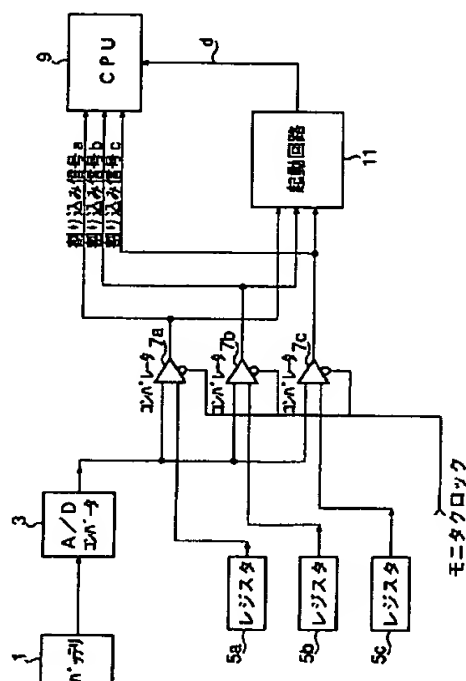 1
バッテリ
3
A/D
コンバータ
5a
レジスタ
5b
レジスタ
5c
レジスタ
コンパレータ
7a
コンパレータ
7b
コンパレータ
7c
モニタクロック
割り込み信号a
割り込み信号b
割り込み信号c
9
CPU
d
起動回路
11